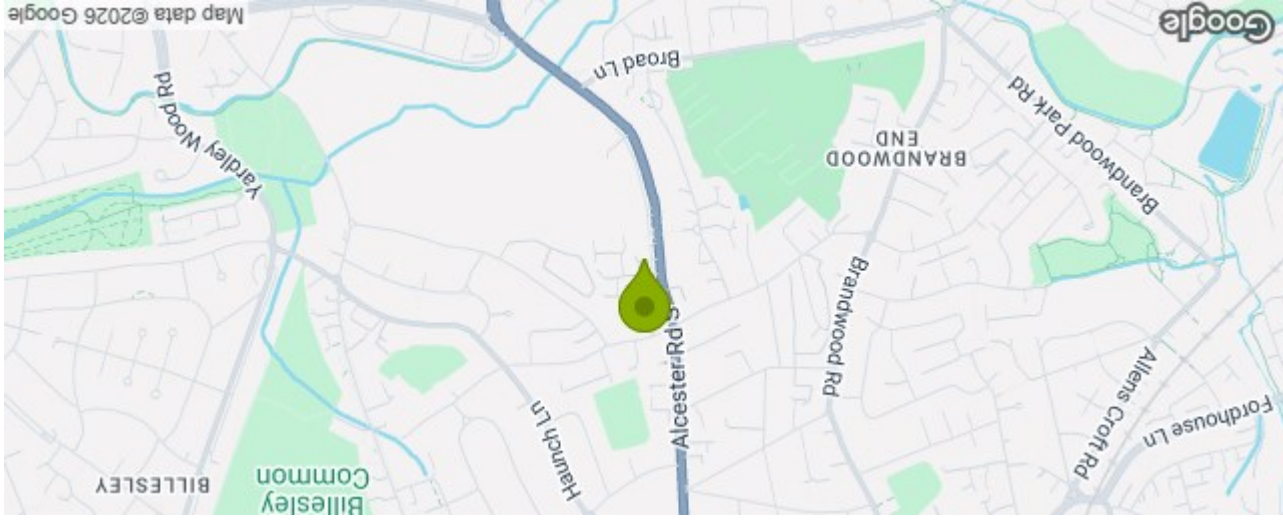 Billesley
Common
BILLESLEY
Fordhouse Ln
Allens Croft Rd
Haunch Ln
Alcester Rd S
Brandwood Rd
BRANDWOOD
END
Brandwood Park Rd
Yardley Wood Rd
Broad Ln
Google
Map data ©2026 Google